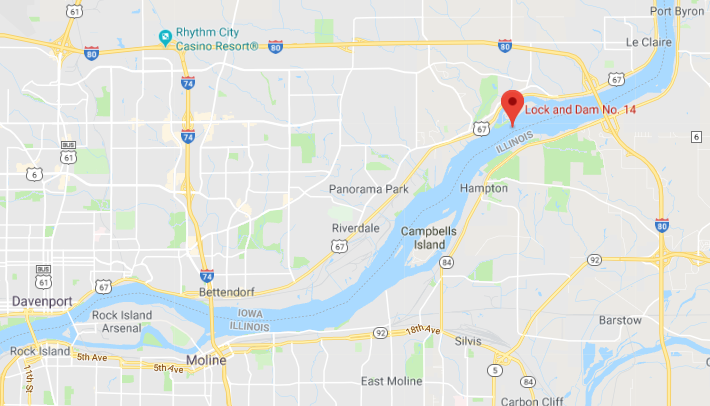 61
Port Byron
Rhythm City
Casino Resort®
80
80
80
Le Claire
74
67
Lock and Dam No. 14
74
67
ILLINOIS
6
BUS
61
6
Panorama Park
Hampton
Riverdale
Campbells
Island
80
67
84
92
BUS
61
74
67
Bettendorf
Davenport
Rock Island
Arsenal
IOWA
ILLINOIS
Barstow
92
18th Ave
Silvis
Rock Island
5th Ave
Moline
5th Ave
11th St
5
84
East Moline
Carbon Cliff